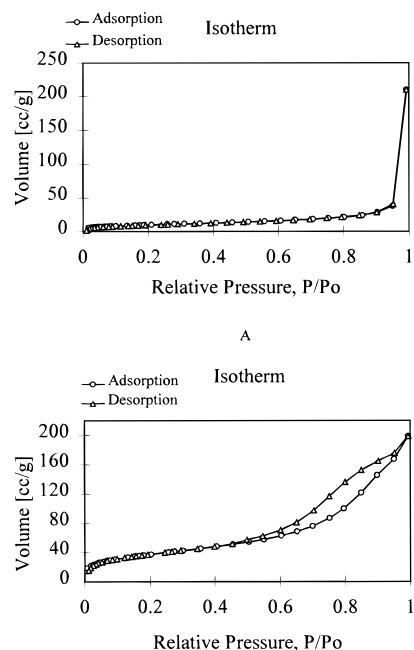 Adsorption
Desorption
Isotherm
250
200
150
100
50
0
Volume [cc/g]
0 0.2 0.4 0.6 0.8 1
Relative Pressure, P/Po
A
Adsorption
Desorption
Isotherm
200
160
120
80
40
0
Volume [cc/g]
0 0.2 0.4 0.6 0.8 1
Relative Pressure, P/Po